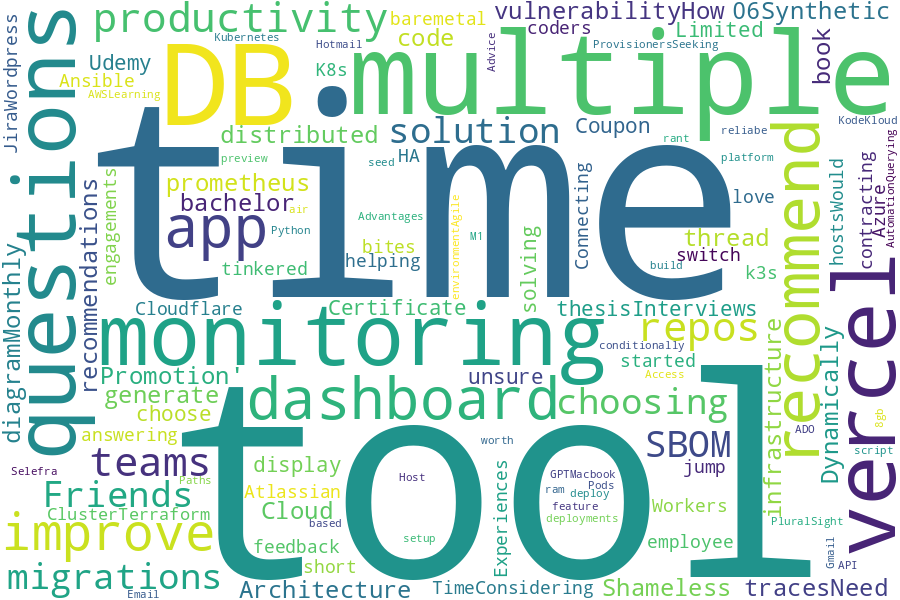 productivity
baremetal
vulnerabilityHow
O6Synthetic
code
coders
Limited
Kubernetes
Hotmail
Advice
ProvisionersSeeking
book
JiraWordpress
questions
Udemy
Ansible
AWSLearning
DB
K8s
multiple
KodeKloud
time
distributed
solution
Coupon
reliabe
rant
preview
HA
seed
platform
prometheus
bachelor
air
app
Python
Advantages
bites
helping
tinkered
environmentAgile
M1
solving
Connecting
love
thread
switch
build
k3s
recommend
hostsWould
contracting
Azure
AutomationQuerying
engagements
recommendations
diagramMonthly
Cloudflare
Certificate
thesisInterviews
monitoring
repos
conditionally
started
Access
unsure
Promotion'
generate
choose
answering
dashboard
choosing
infrastructure
Dynamically
vercel
8gb
ADO
script
tool
SBOM
jump
worth
teams
Selefra
Paths
display
Atlassian
Friends
ClusterTerraform
Cloud
based
Host
GPTMacbook
ram
Pods
deploy
feature
deployments
Workers
PluralSight
Experiences
improve
feedback
setup
employee
short
migrations
Email
Architecture
TimeConsidering
Shameless
tracesNeed
Gmail
API